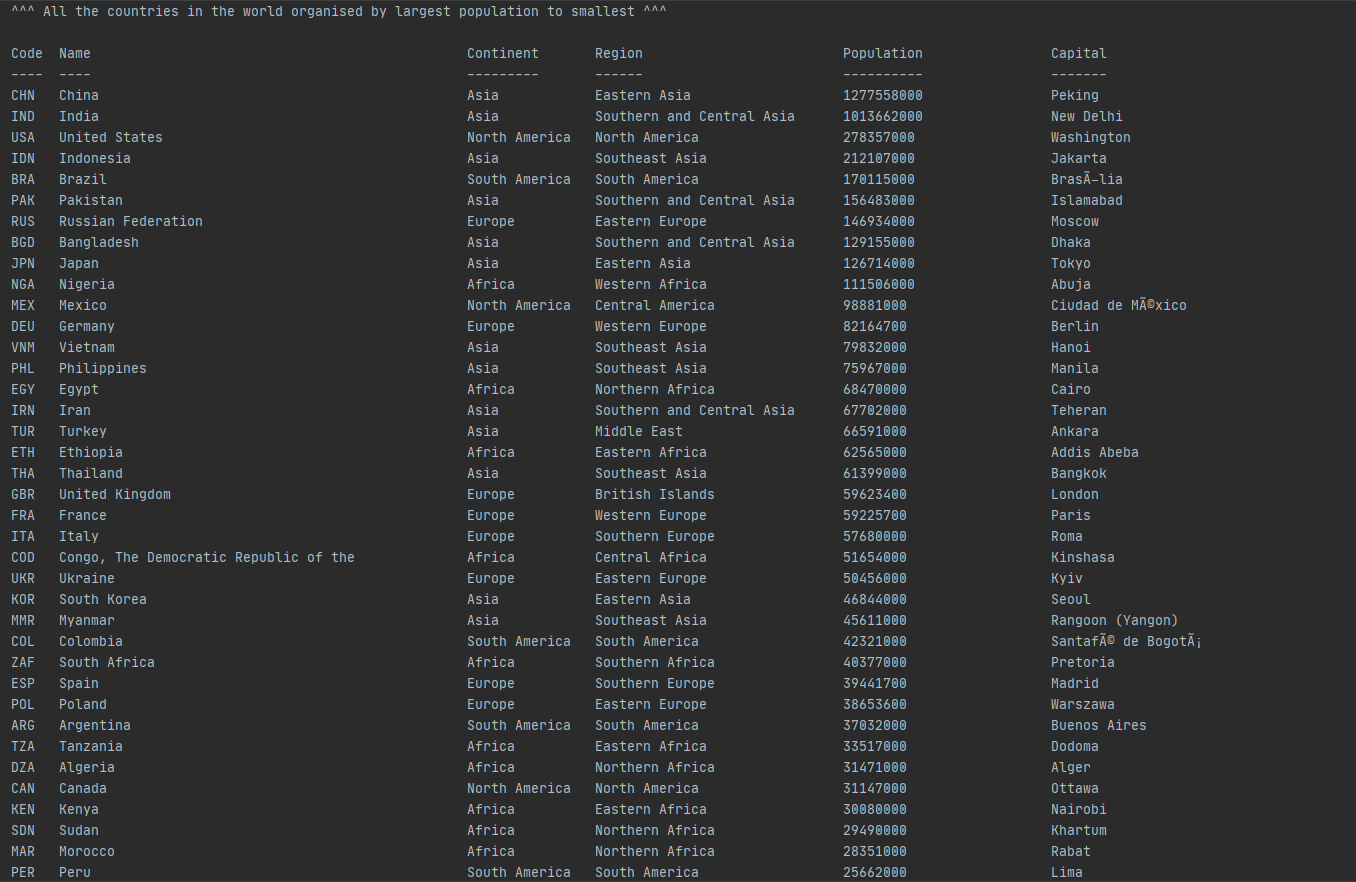 ^^^ All the countries in the world organised by largest population to smallest ^^^
Code Name Continent Region Population Capital
---- ---- --------- ------ ---------- -------
CHN China Asia Eastern Asia 1277558000 Peking
IND India Asia Southern and Central Asia 1013662000 New Delhi
USA United States North America North America 278357000 Washington
IDN Indonesia Asia Southeast Asia 212107000 Jakarta
BRA Brazil South America South America 170115000 BrasÃ-lia
PAK Pakistan Asia Southern and Central Asia 156483000 Islamabad
RUS Russian Federation Europe Eastern Europe 146934000 Moscow
BGD Bangladesh Asia Southern and Central Asia 129155000 Dhaka
JPN Japan Asia Eastern Asia 126714000 Tokyo
NGA Nigeria Africa Western Africa 111506000 Abuja
MEX Mexico North America Central America 98881000 Ciudad de MÃ©xico
DEU Germany Europe Western Europe 82164700 Berlin
VNM Vietnam Asia Southeast Asia 79832000 Hanoi
PHL Philippines Asia Southeast Asia 75967000 Manila
EGY Egypt Africa Northern Africa 68470000 Cairo
IRN Iran Asia Southern and Central Asia 67702000 Teheran
TUR Turkey Asia Middle East 66591000 Ankara
ETH Ethiopia Africa Eastern Africa 62565000 Addis Abeba
THA Thailand Asia Southeast Asia 61399000 Bangkok
GBR United Kingdom Europe British Islands 59623400 London
FRA France Europe Western Europe 59225700 Paris
ITA Italy Europe Southern Europe 57680000 Roma
COD Congo, The Democratic Republic of the Africa Central Africa 51654000 Kinshasa
UKR Ukraine Europe Eastern Europe 50456000 Kyiv
KOR South Korea Asia Eastern Asia 46844000 Seoul
MMR Myanmar Asia Southeast Asia 45611000 Rangoon (Yangon)
COL Colombia South America South America 42321000 SantafÃ© de BogotÃ¡
ZAF South Africa Africa Southern Africa 40377000 Pretoria
ESP Spain Europe Southern Europe 39441700 Madrid
POL Poland Europe Eastern Europe 38653600 Warszawa
ARG Argentina South America South America 37032000 Buenos Aires
TZA Tanzania Africa Eastern Africa 33517000 Dodoma
DZA Algeria Africa Northern Africa 31471000 Alger
CAN Canada North America North America 31147000 Ottawa
KEN Kenya Africa Eastern Africa 30080000 Nairobi
SDN Sudan Africa Northern Africa 29490000 Khartum
MAR Morocco Africa Northern Africa 28351000 Rabat
PER Peru South America South America 25662000 Lima